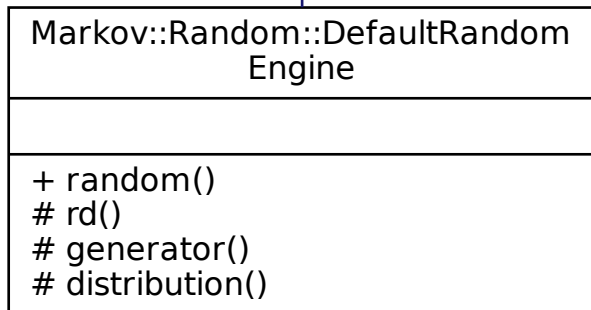 Markov::Random::DefaultRandom
Engine
+ random()
# rd()
# generator()
# distribution()